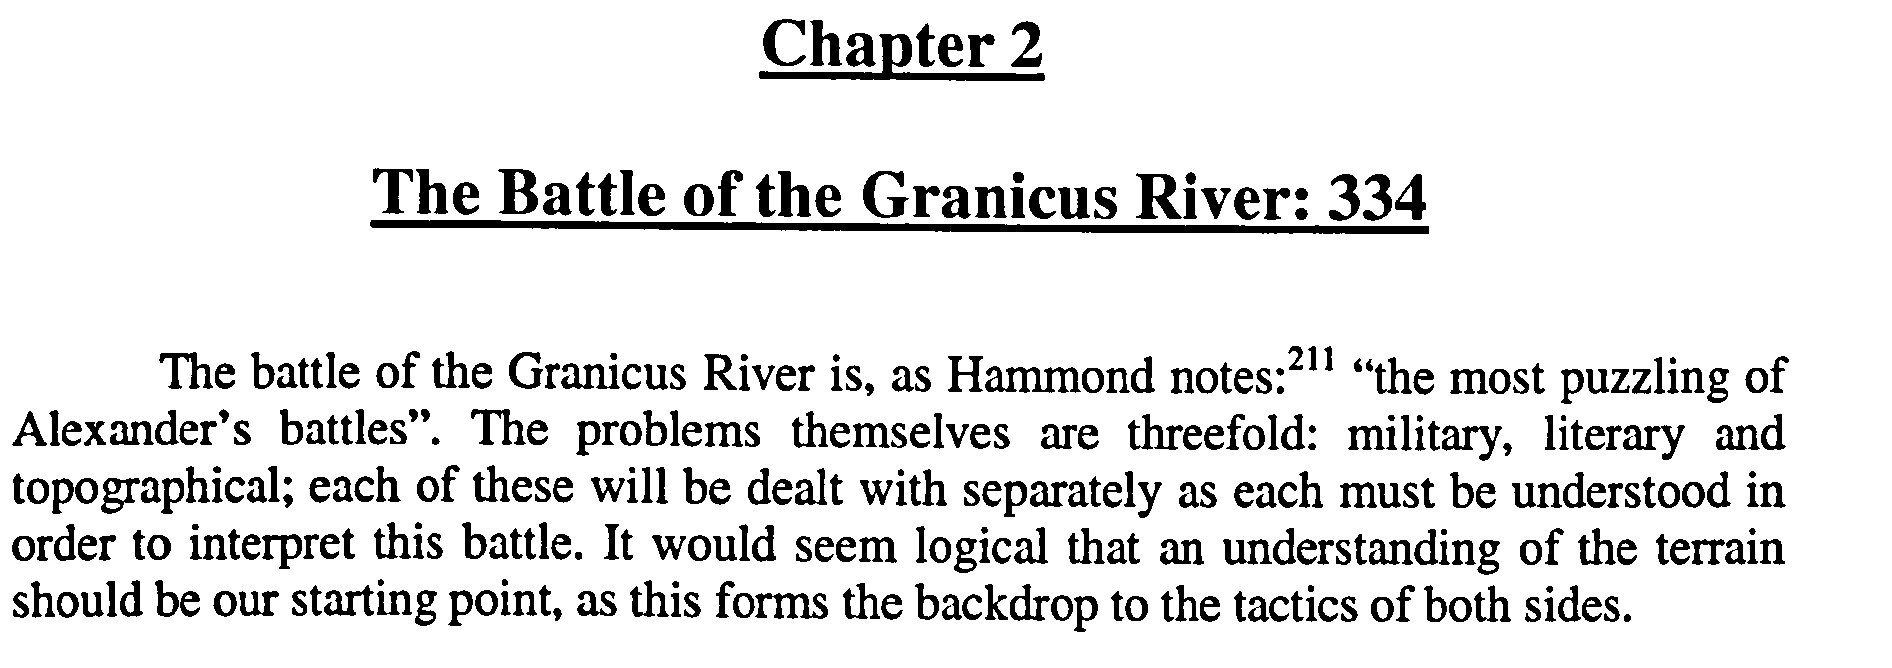 Chapter 2
The Battle of the Granicus River: 334
The battle of the Granicus River is, as Hammond notes:²¹¹ “the most puzzling of
Alexander’s battles”. The problems themselves are threefold: military, literary and
topographical; each of these will be dealt with separately as each must be understood in
order to interpret this battle. It would seem logical that an understanding of the terrain
should be our starting point, as this forms the backdrop to the tactics of both sides.